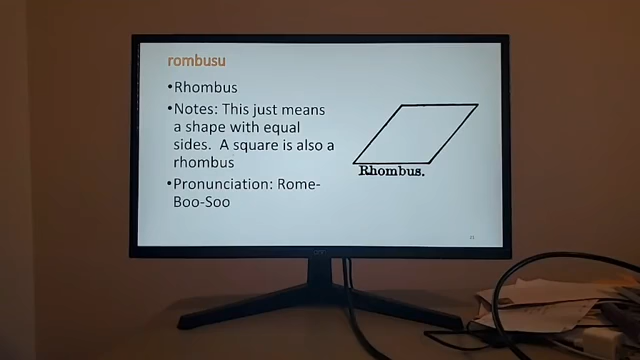 rombusu
•Rhombus
•Notes: This just means
a shape with equal
sides. A square is also a
rhombus
•Pronunciation: Rome-
Boo-Soo
Rhombus.